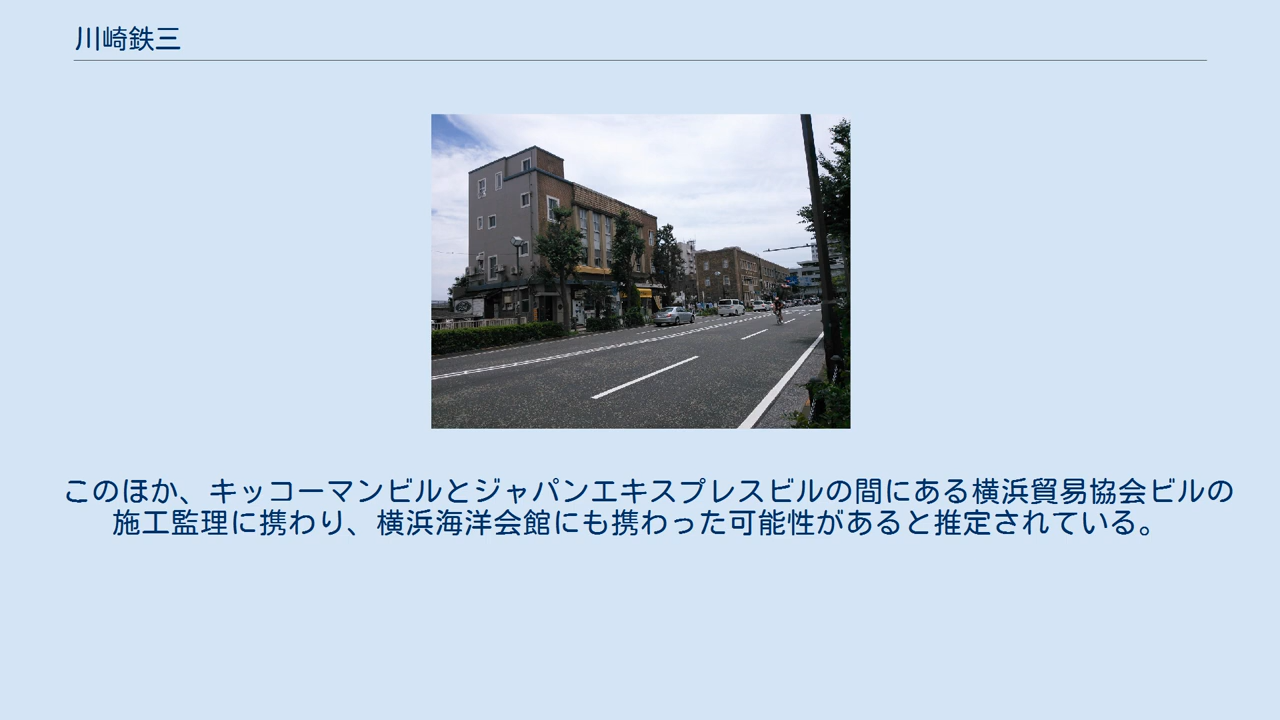 川崎鉄三
このほか、キッコーマンビルとジャパンエキスプレスビルの間にある横浜貿易協会ビルの
施工監理に携わり、横浜海洋会館にも携わった可能性があると推定されている。